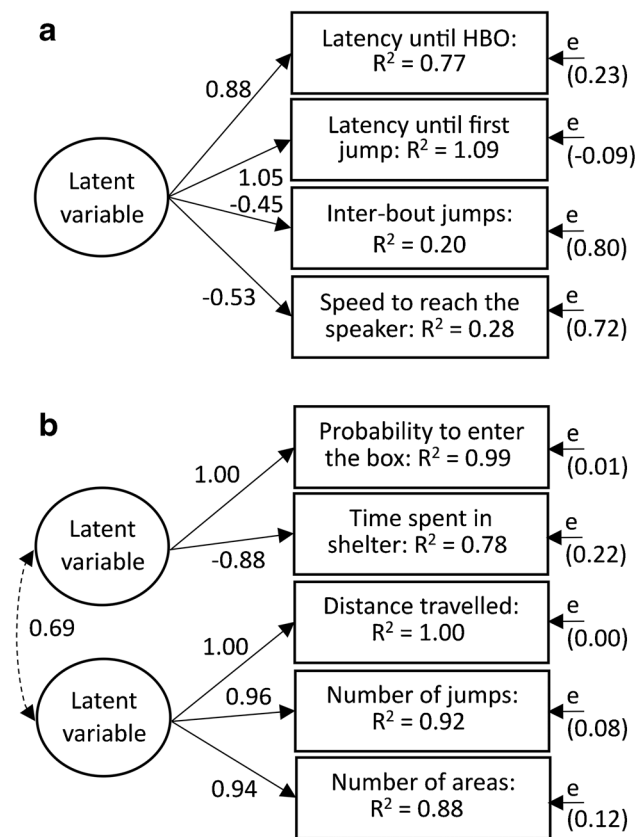 a
Latent
variable
0.88
1.05
-0.45
-0.53
Latency until HBO:
R² = 0.77
e
(0.23)
Latency until first
jump: R² = 1.09
e
(-0.09)
Inter-bout jumps:
R² = 0.20
e
(0.80)
Speed to reach the
speaker: R² = 0.28
e
(0.72)
b
Latent
variable
1.00
-0.88
0.69
Latent
variable
1.00
0.96
0.94
Probability to enter
the box: R² = 0.99
e
(0.01)
Time spent in
shelter: R² = 0.78
e
(0.22)
Distance travelled:
R² = 1.00
e
(0.00)
Number of jumps:
R² = 0.92
e
(0.08)
Number of areas:
R² = 0.88
e
(0.12)